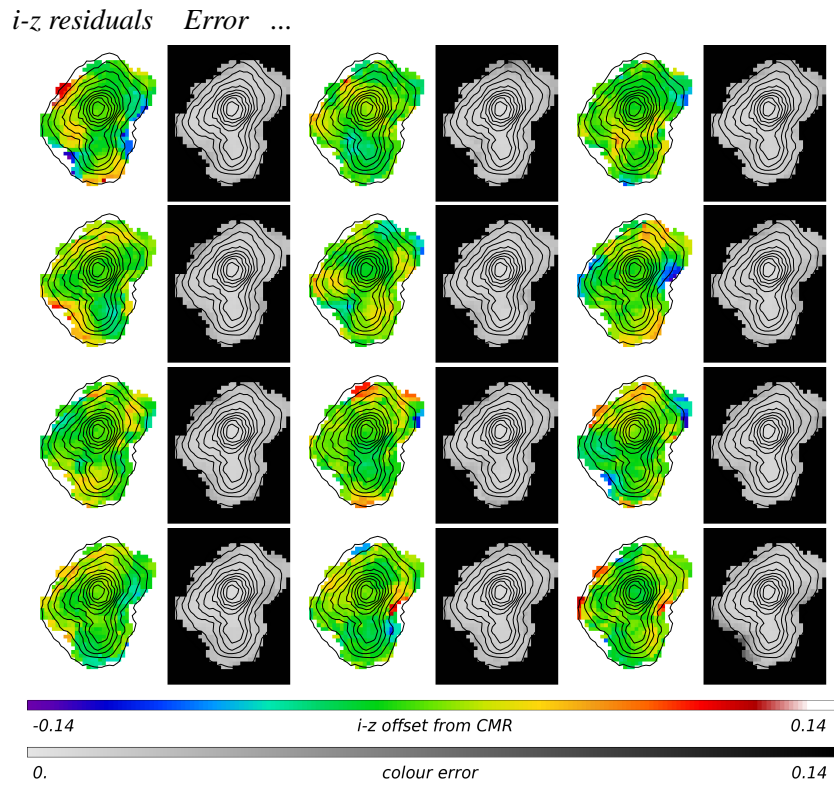 i-z residuals Error ...
-0.14 i-z offset from CMR 0.14
0. colour error 0.14